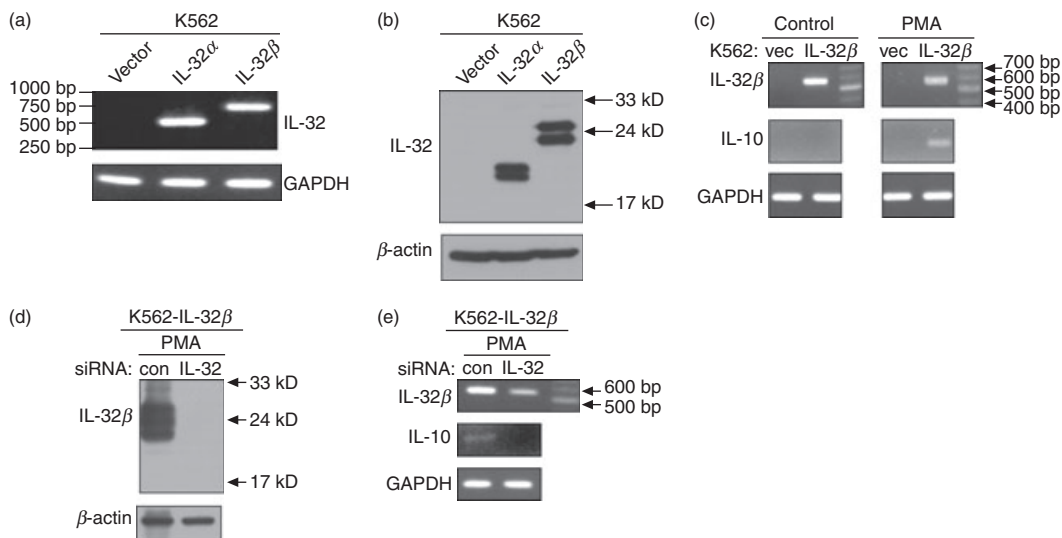 (a)
K562
Vector
IL-32α
IL-32β
1000 bp
750 bp
500 bp
250 bp
IL-32
GAPDH
(b)
K562
Vector
IL-32α
IL-32β
IL-32
33 kD
24 kD
17 kD
β-actin
(c)
Control
PMA
K562: vec IL-32β vec IL-32β
IL-32β
700 bp
600 bp
500 bp
400 bp
IL-10
GAPDH
(d)
K562-IL-32β
PMA
siRNA: con IL-32
IL-32β
33 kD
24 kD
17 kD
β-actin
(e)
K562-IL-32β
PMA
siRNA: con IL-32
IL-32β
600 bp
500 bp
IL-10
GAPDH